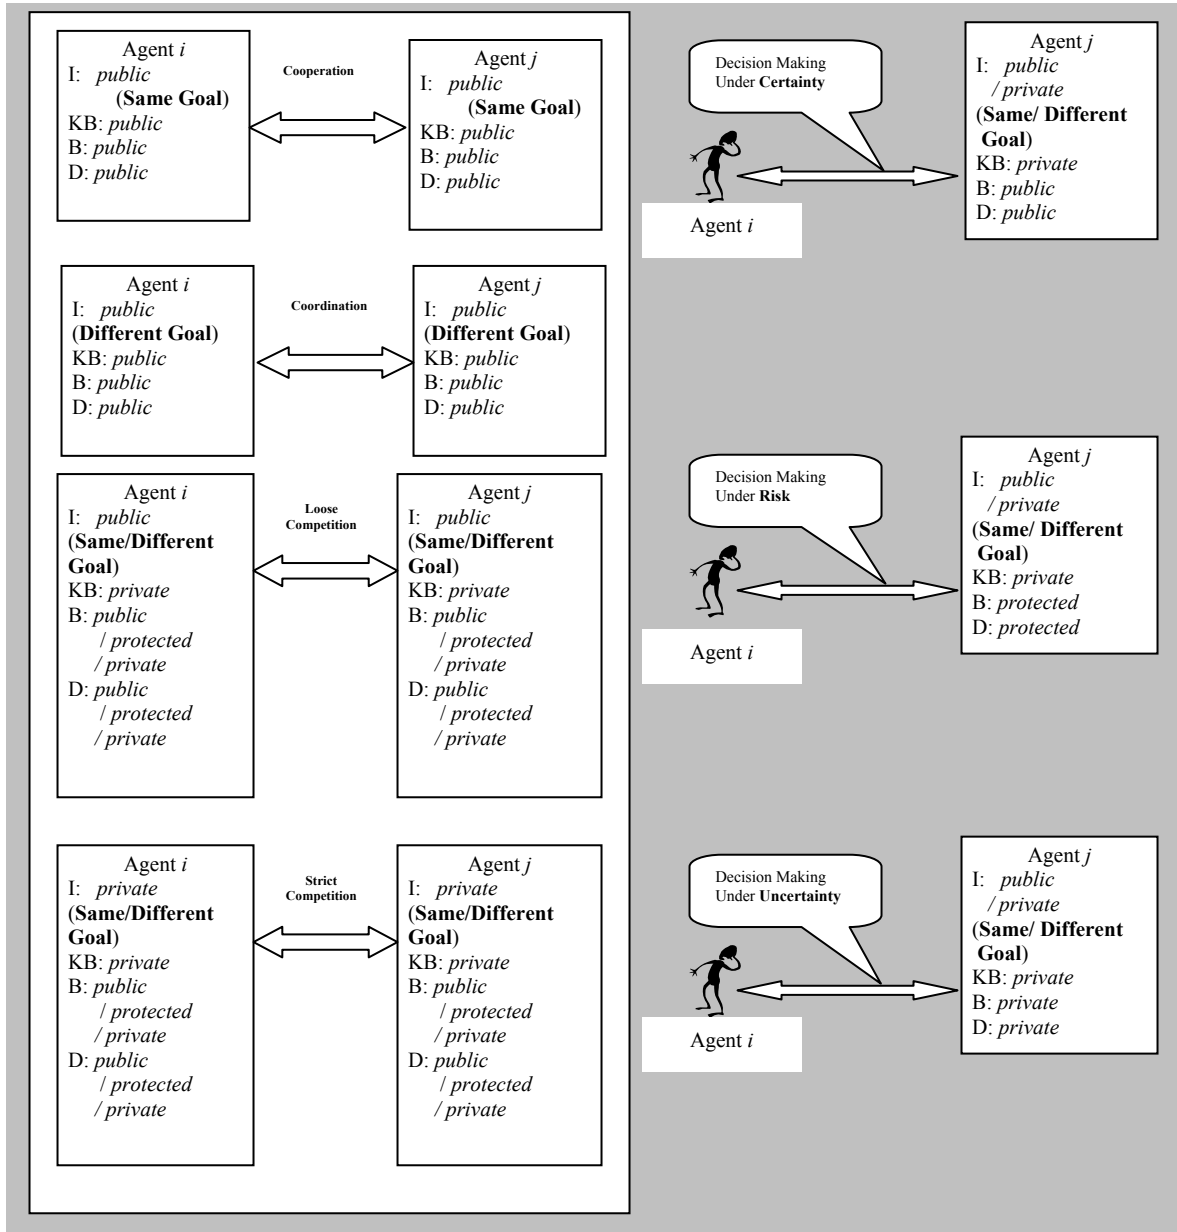 Agent i
I: public
(Same Goal)
KB: public
B: public
D: public
Cooperation
Agent j
I: public
(Same Goal)
KB: public
B: public
D: public
Agent i
I: public
(Different Goal)
KB: public
B: public
D: public
Coordination
Agent j
I: public
(Different Goal)
KB: public
B: public
D: public
Agent i
I: public
(Same/Different
Goal)
KB: private
B: public
/ protected
/ private
D: public
/ protected
/ private
Loose
Competition
Agent j
I: public
(Same/Different
Goal)
KB: private
B: public
/ protected
/ private
D: public
/ protected
/ private
Agent i
I: private
(Same/Different
Goal)
KB: private
B: public
/ protected
/ private
D: public
/ protected
/ private
Strict
Competition
Agent j
I: private
(Same/Different
Goal)
KB: private
B: public
/ protected
/ private
D: public
/ protected
/ private
Decision Making
Under Certainty
Agent i
Agent j
I: public
/ private
(Same/ Different
Goal)
KB: private
B: public
D: public
Decision Making
Under Risk
Agent i
Agent j
I: public
/ private
(Same/ Different
Goal)
KB: private
B: protected
D: protected
Decision Making
Under Uncertainty
Agent i
Agent j
I: public
/ private
(Same/ Different
Goal)
KB: private
B: private
D: private